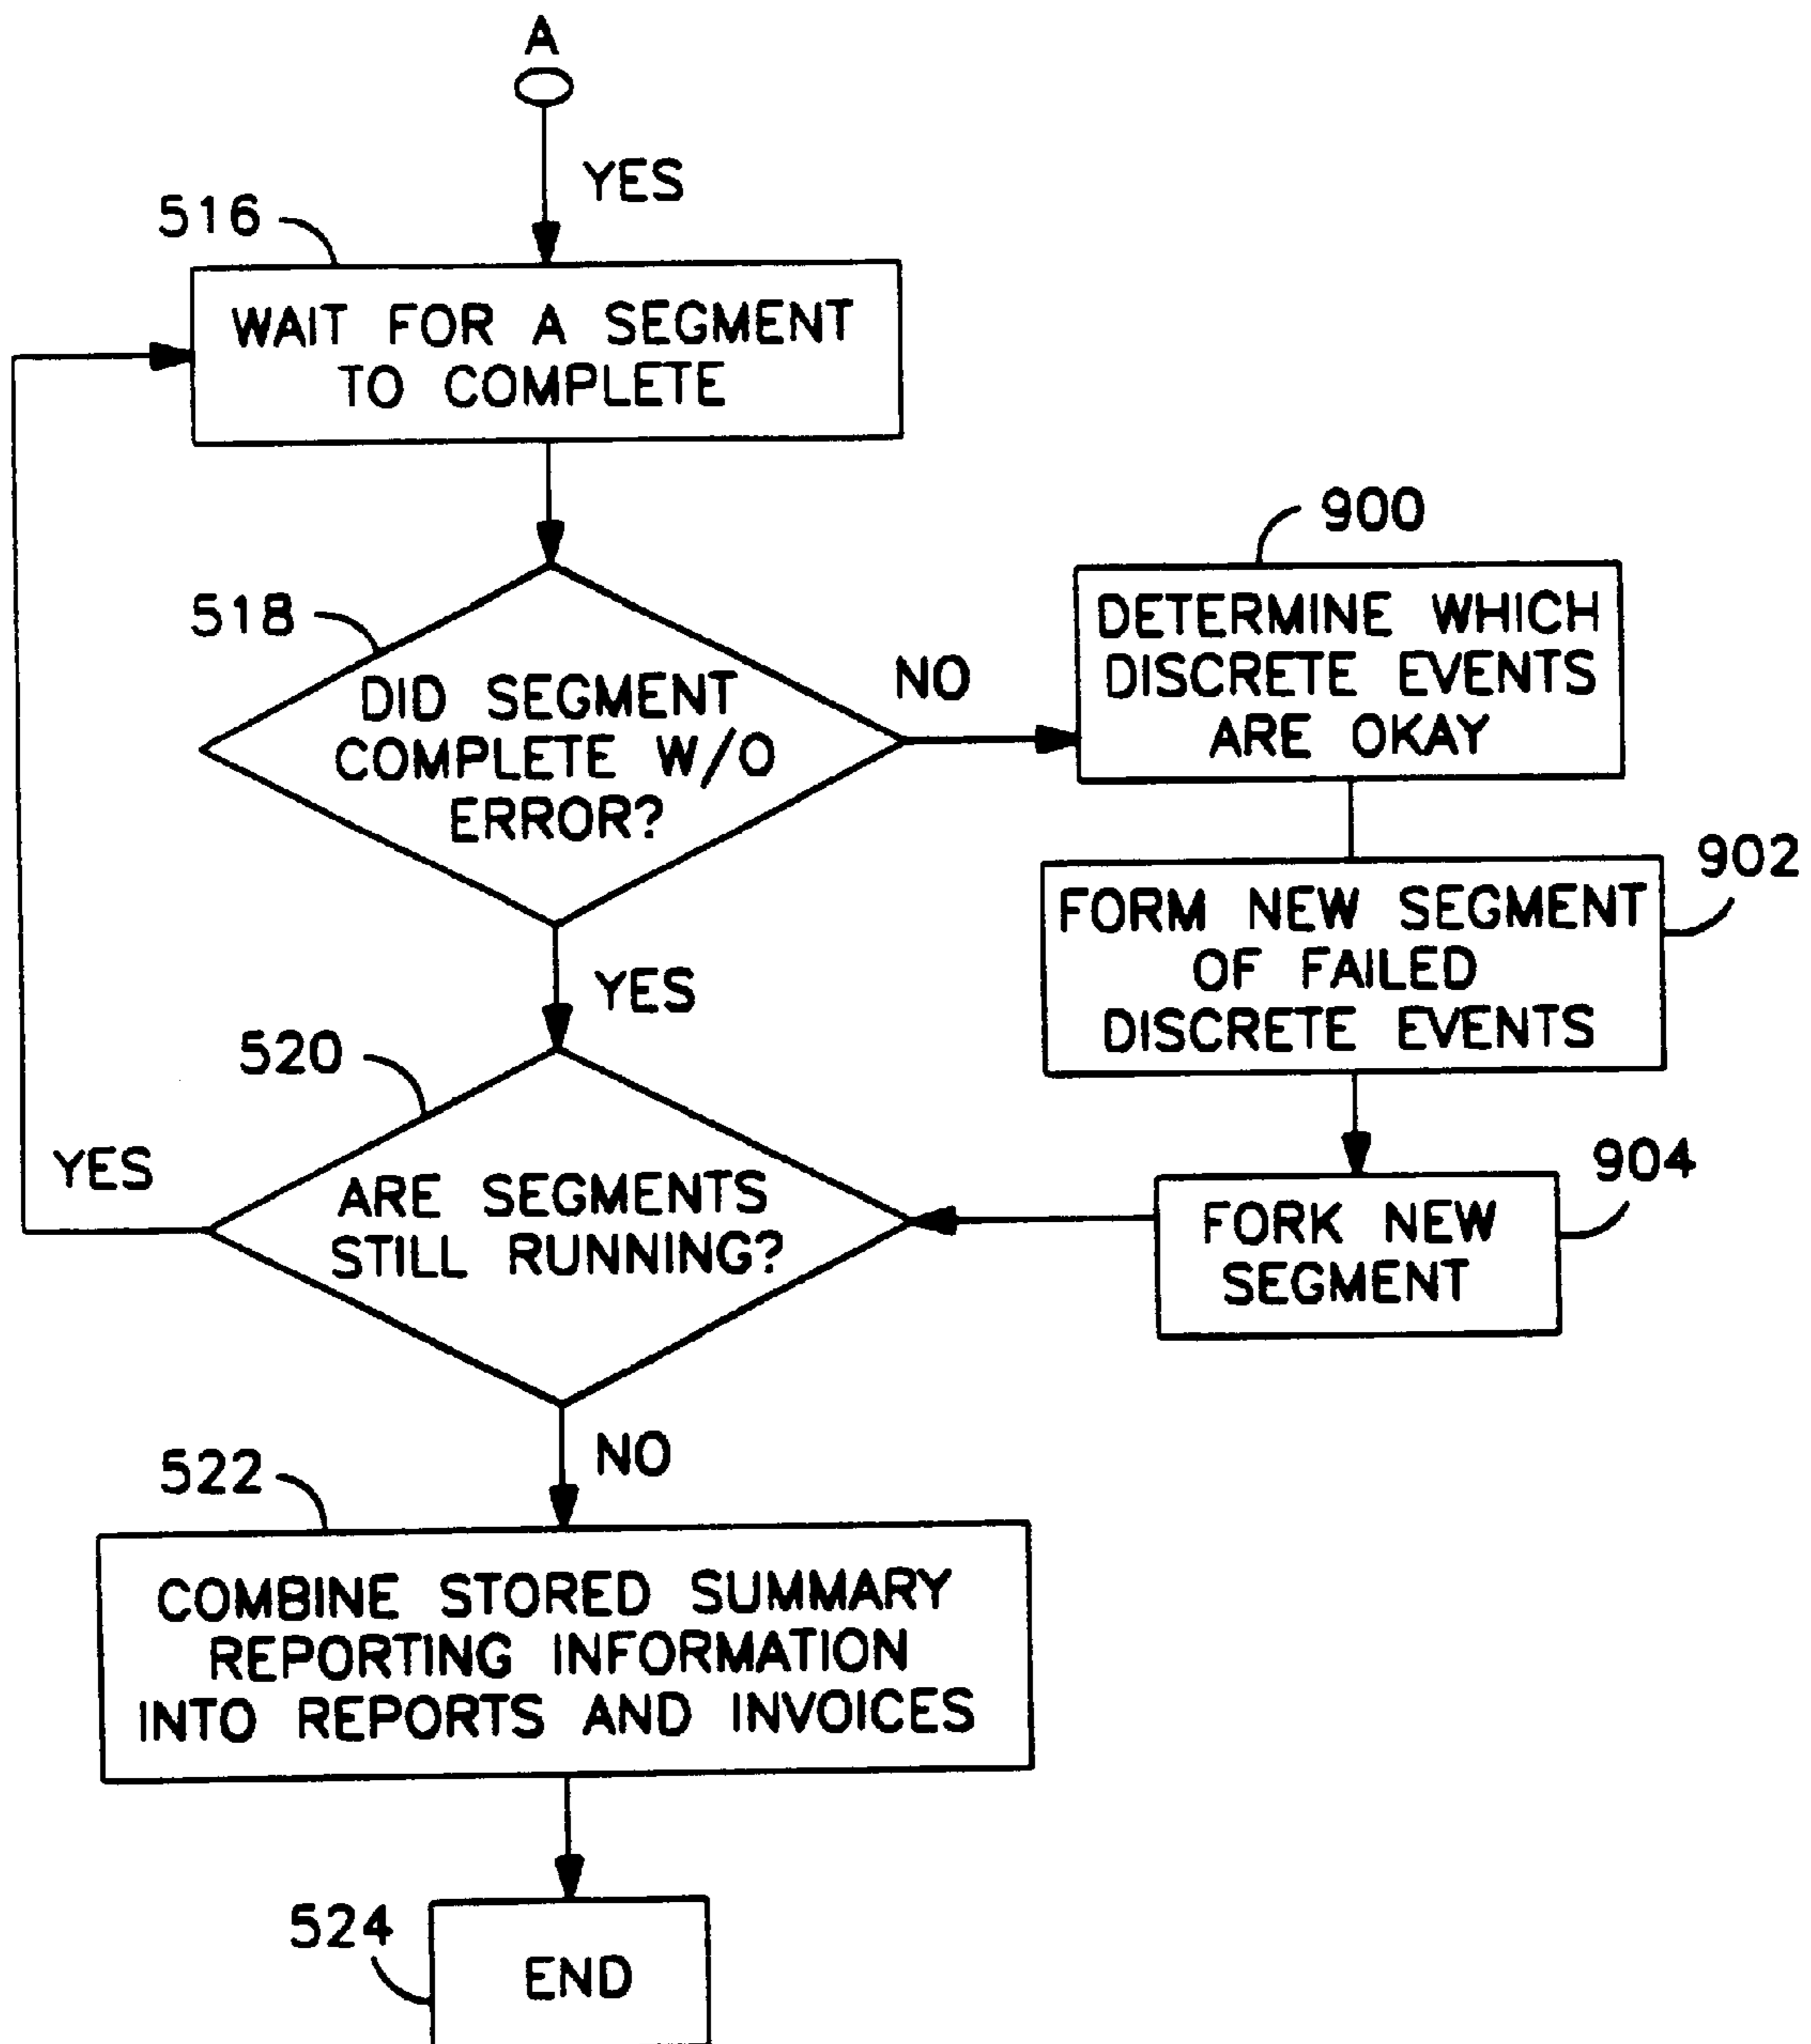 A
YES
516
WAIT FOR A SEGMENT
TO COMPLETE
518
DID SEGMENT
COMPLETE W/O
ERROR?
NO
900
DETERMINE WHICH
DISCRETE EVENTS
ARE OKAY
902
FORM NEW SEGMENT
OF FAILED
DISCRETE EVENTS
YES
520
ARE SEGMENTS
STILL RUNNING?
YES
904
FORK NEW
SEGMENT
NO
522
COMBINE STORED SUMMARY
REPORTING INFORMATION
INTO REPORTS AND INVOICES
524
END